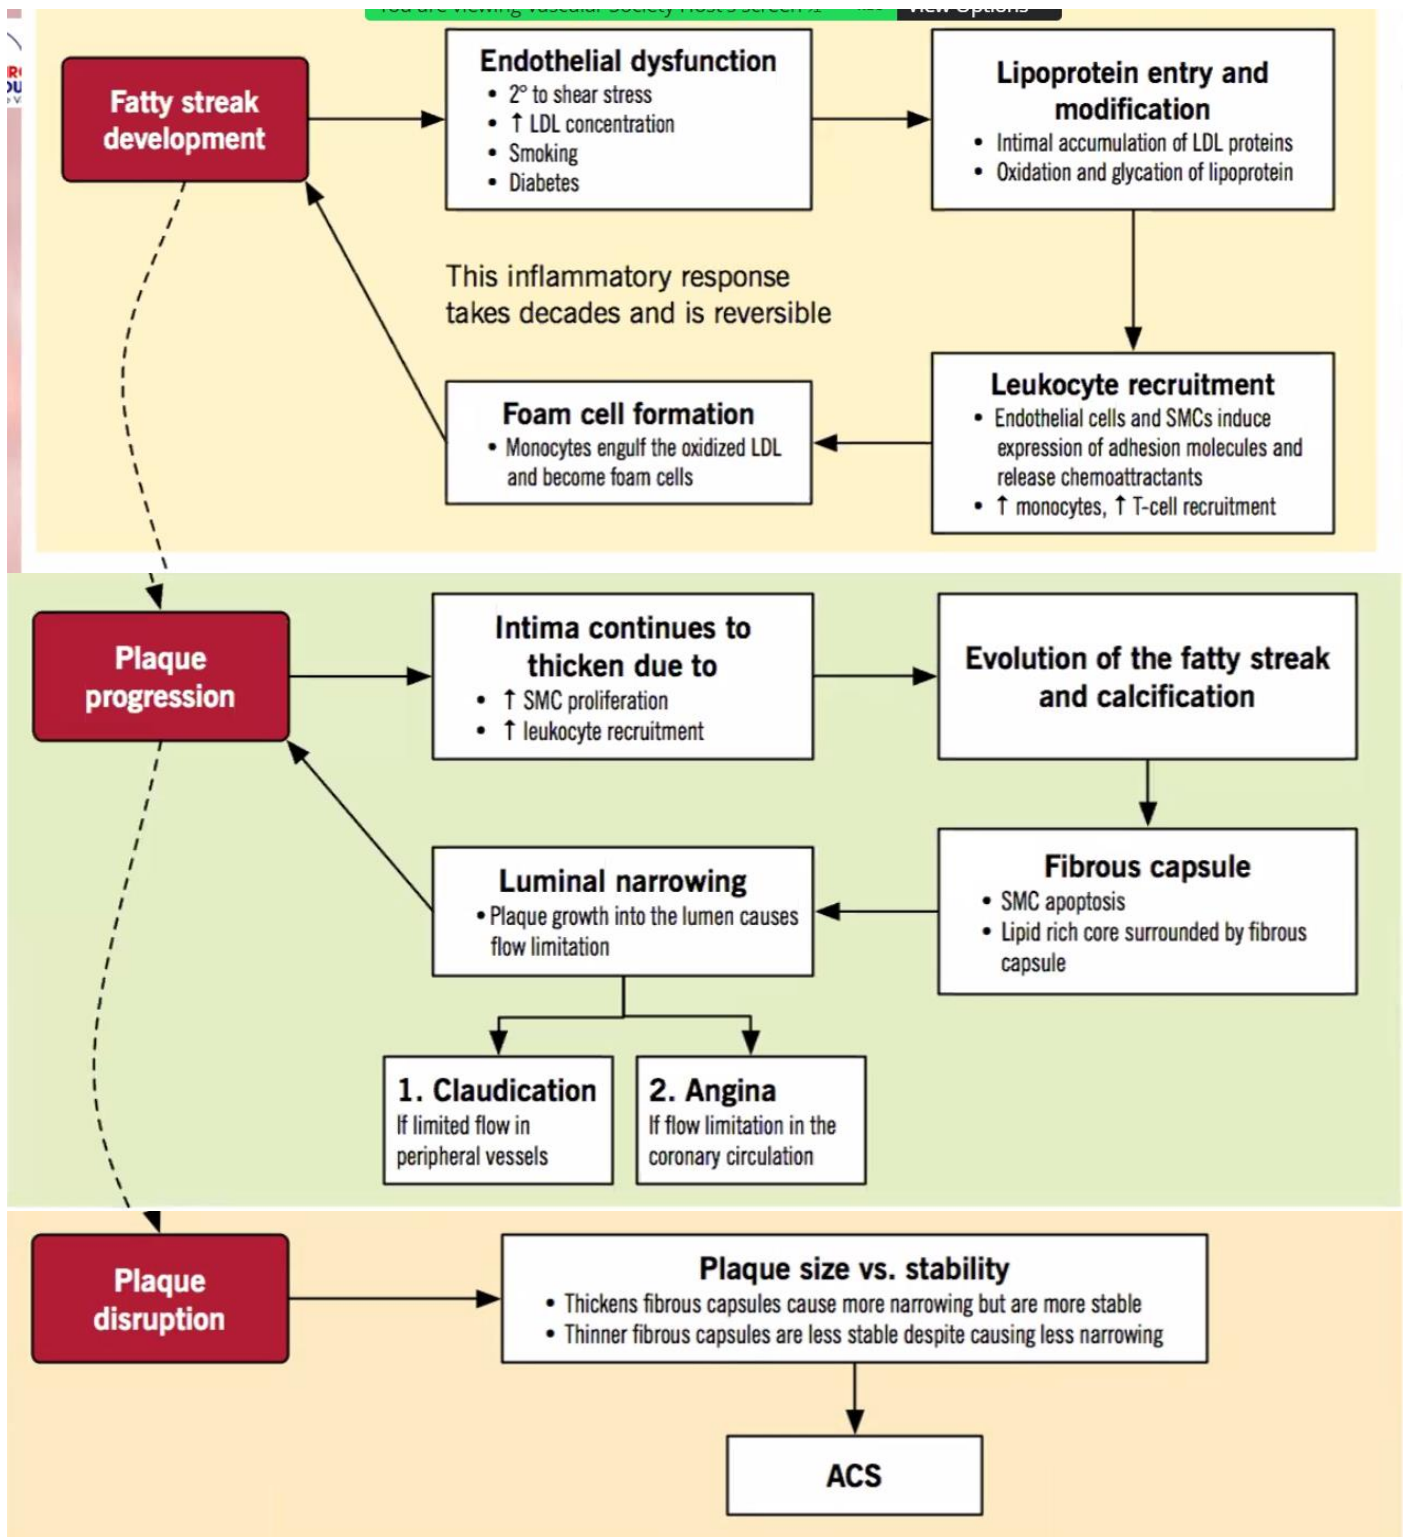 View Options
Fatty streak
development
Endothelial dysfunction
• 2° to shear stress
• ↑ LDL concentration
• Smoking
• Diabetes
Lipoprotein entry and
modification
• Intimal accumulation of LDL proteins
• Oxidation and glycation of lipoprotein
This inflammatory response
takes decades and is reversible
Leukocyte recruitment
• Endothelial cells and SMCs induce
expression of adhesion molecules and
release chemoattractants
• ↑ monocytes, ↑ T-cell recruitment
Foam cell formation
• Monocytes engulf the oxidized LDL
and become foam cells
Plaque
progression
Intima continues to
thicken due to
• ↑ SMC proliferation
• ↑ leukocyte recruitment
Evolution of the fatty streak
and calcification
Fibrous capsule
• SMC apoptosis
• Lipid rich core surrounded by fibrous
capsule
Luminal narrowing
• Plaque growth into the lumen causes
flow limitation
1. Claudication
If limited flow in
peripheral vessels
2. Angina
If flow limitation in the
coronary circulation
Plaque
disruption
Plaque size vs. stability
• Thickens fibrous capsules cause more narrowing but are more stable
• Thinner fibrous capsules are less stable despite causing less narrowing
ACS